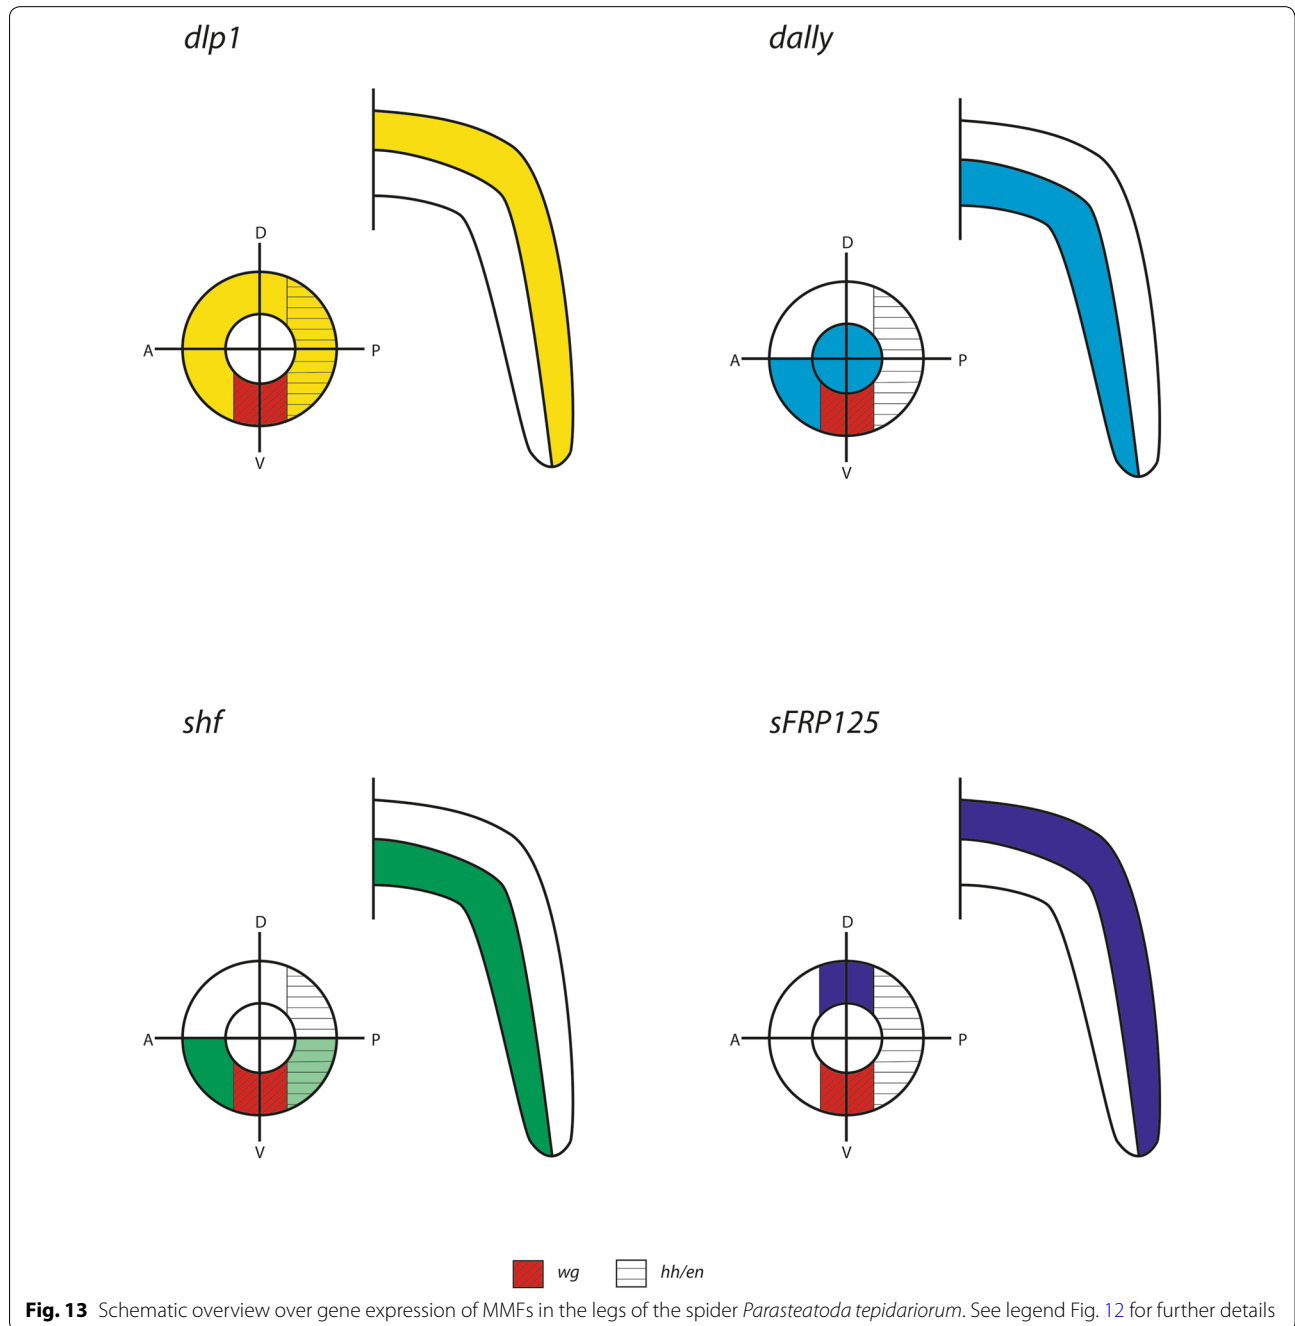 dlp1
dally
D
A
P
V
D
A
P
V
shf
sFRP125
D
A
P
V
D
A
P
V
wg
hh/en
Fig. 13 Schematic overview over gene expression of MMFs in the legs of the spider Parasteatoda tepidariorum. See legend Fig. 12 for further details